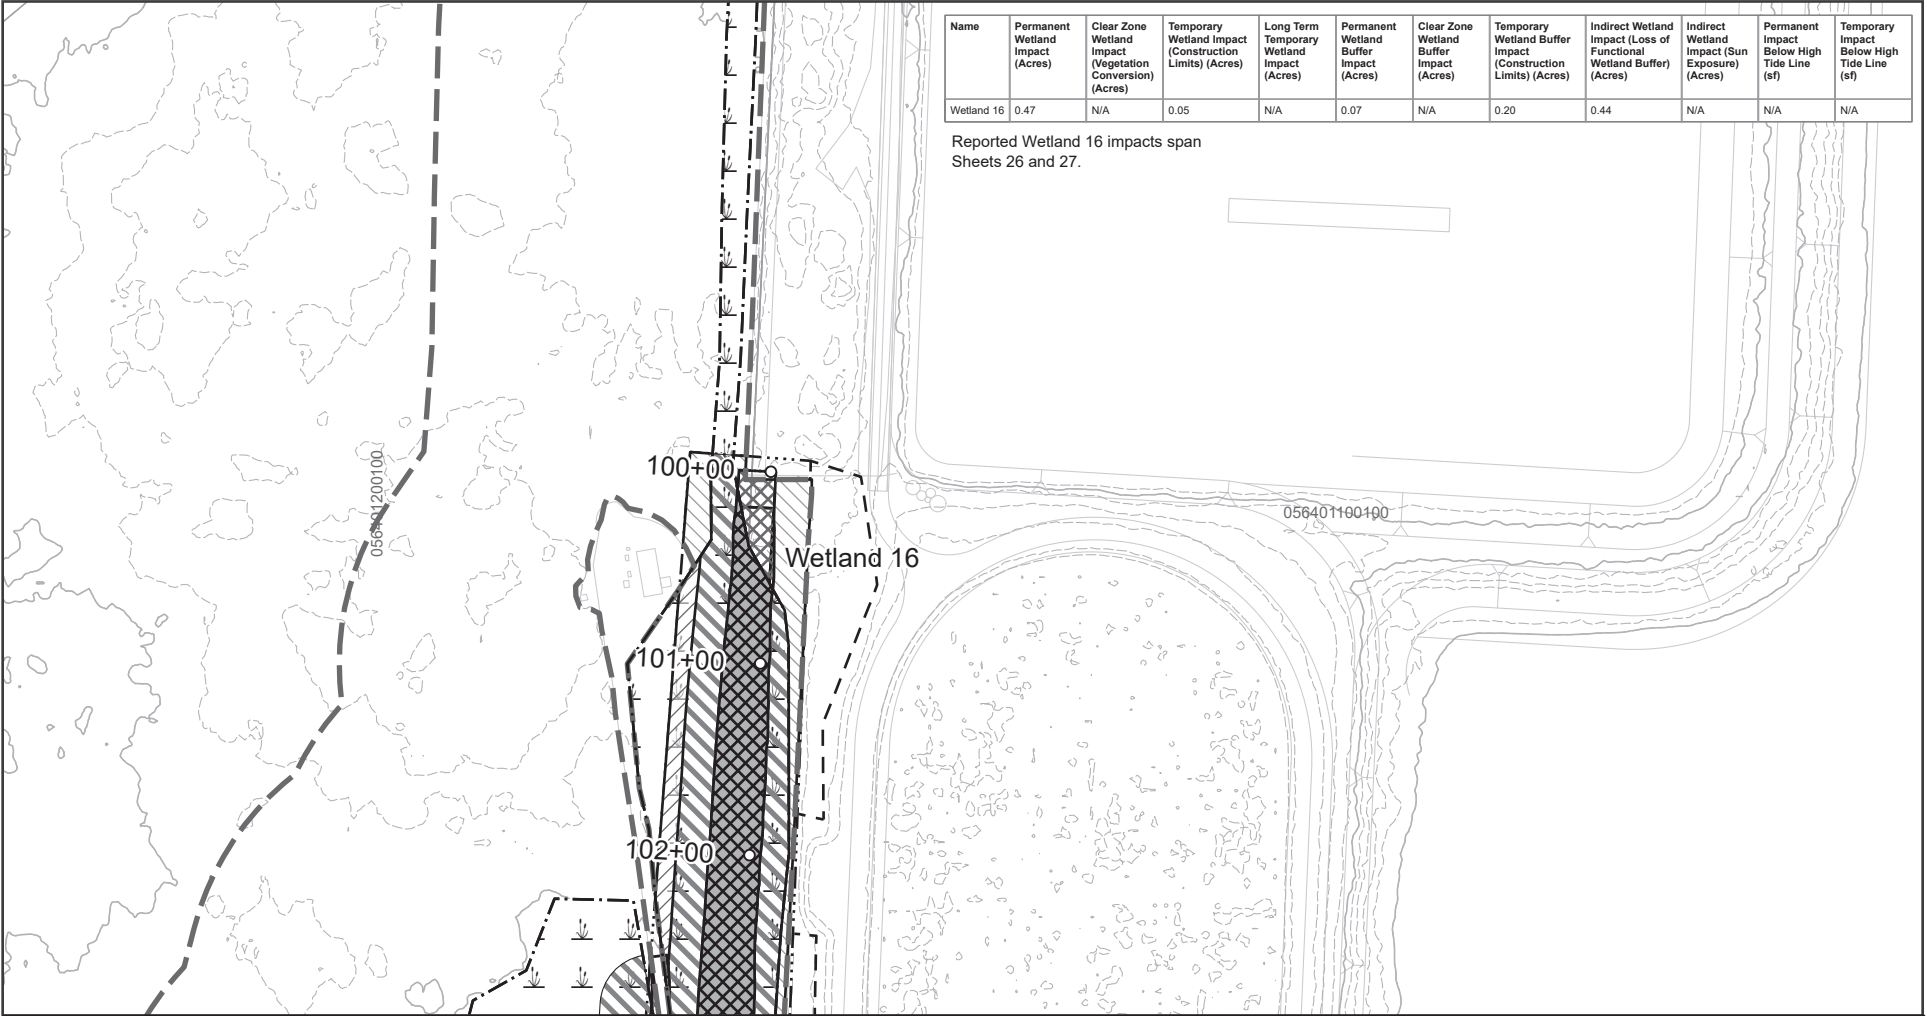 Name
Permanent
Wetland
Impact
(Acres)
Clear Zone
Wetland
Impact
(Vegetation
Conversion)
(Acres)
Temporary
Wetland Impact
(Construction
Limits) (Acres)
Long Term
Temporary
Wetland
Impact
(Acres)
Permanent
Wetland
Buffer
Impact
(Acres)
Clear Zone
Wetland
Buffer
Impact
(Acres)
Temporary
Wetland Buffer
Impact
(Construction
Limits) (Acres)
Indirect Wetland
Impact (Loss of
Functional
Wetland Buffer)
(Acres)
Indirect
Wetland
Impact (Sun
Exposure)
(Acres)
Permanent
Impact
Below High
Tide Line
(sf)
Temporary
Impact
Below High
Tide Line
(sf)
Wetland 16 0.47 N/A 0.05 N/A 0.07 N/A 0.20 0.44 N/A N/A N/A
Reported Wetland 16 impacts span
Sheets 26 and 27.
100+00
056401200100
056401100100
Wetland 16
101+00
102+00